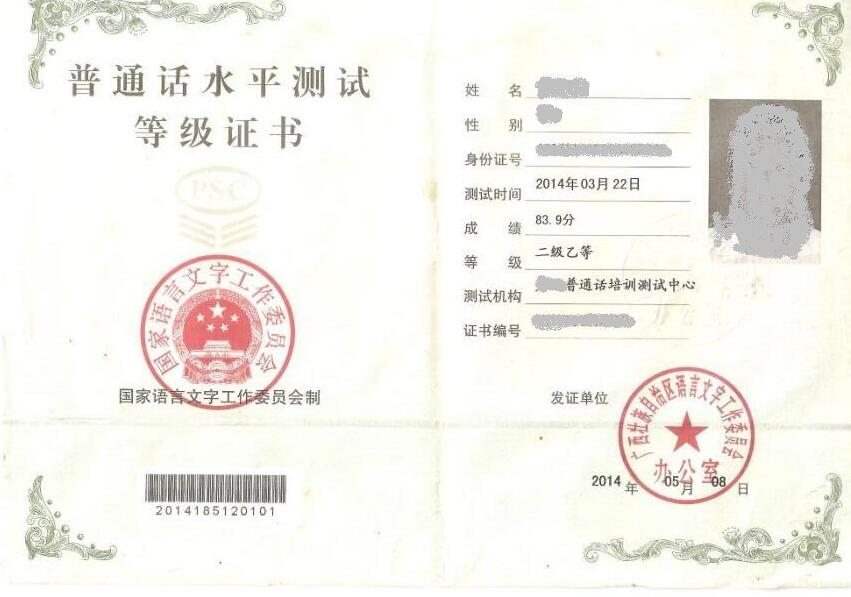 普通话水平测试
等级证书
PSC
国家语言文字工作委员会
国家语言文字工作委员会制
2014185120101
姓 名
性 别
身份证号
测试时间 2014年03月22日
成 绩 83.9分
等 级 二级乙等
测试机构 普通话培训测试中心
证书编号
发证单位
广西壮族自治区语言文字工作委员会
办公室
2014 年 05 月 08 日